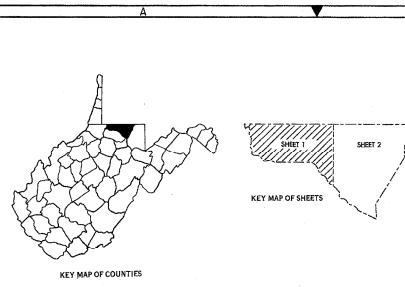 A
SHEET 1
SHEET 2
KEY MAP OF SHEETS
KEY MAP OF COUNTIES